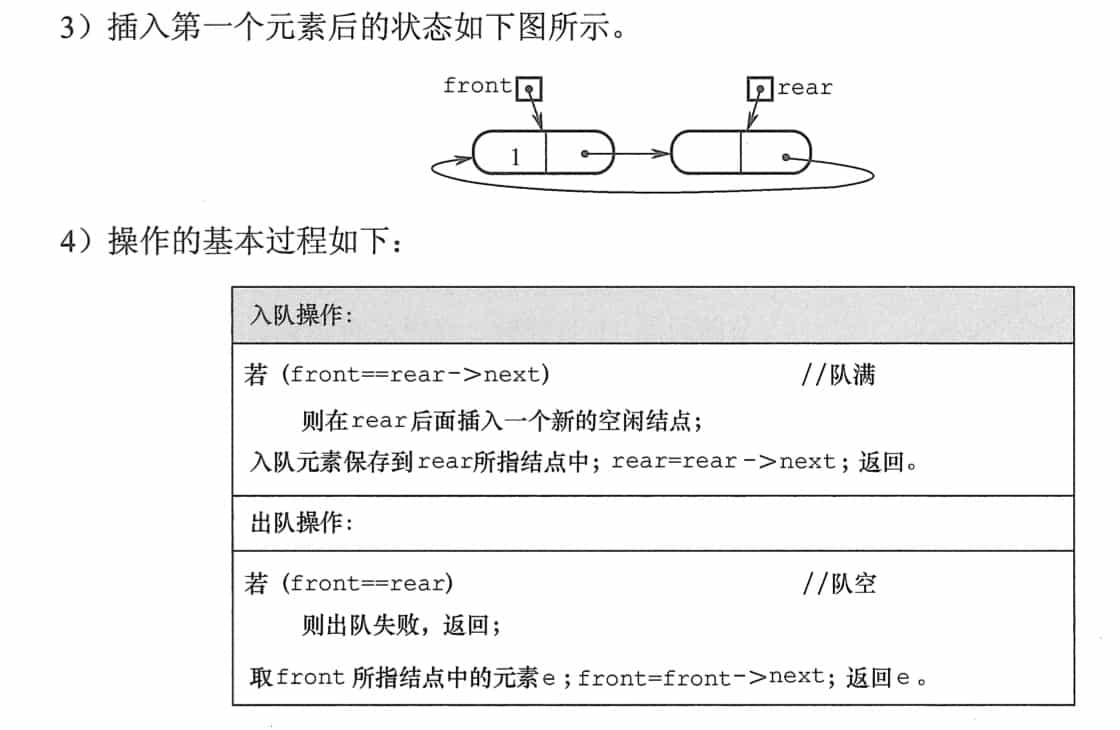 3）插入第一个元素后的状态如下图所示。
front rear
1
4）操作的基本过程如下：
入队操作：
若 (front==rear->next) //队满
则在rear后面插入一个新的空闲结点；
入队元素保存到rear所指结点中；rear=rear->next；返回。
出队操作：
若 (front==rear) //队空
则出队失败，返回；
取front 所指结点中的元素e；front=front->next；返回e。